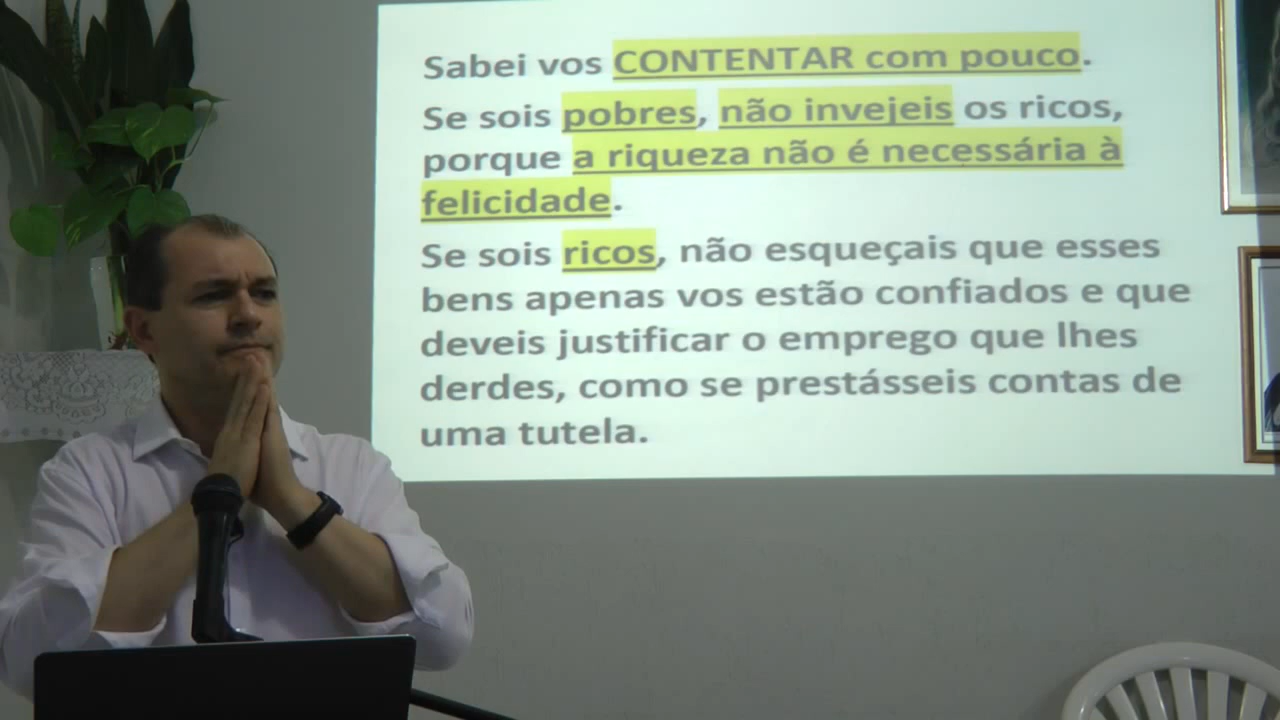 Sabei vos CONTENTAR com pouco.
Se sois pobres, não invejeis os ricos,
porque a riqueza não é necessária à
felicidade.
Se sois ricos, não esqueçais que esses
bens apenas vos estão confiados e que
deveis justificar o emprego que lhes
derdes, como se prestásseis contas de
uma tutela.